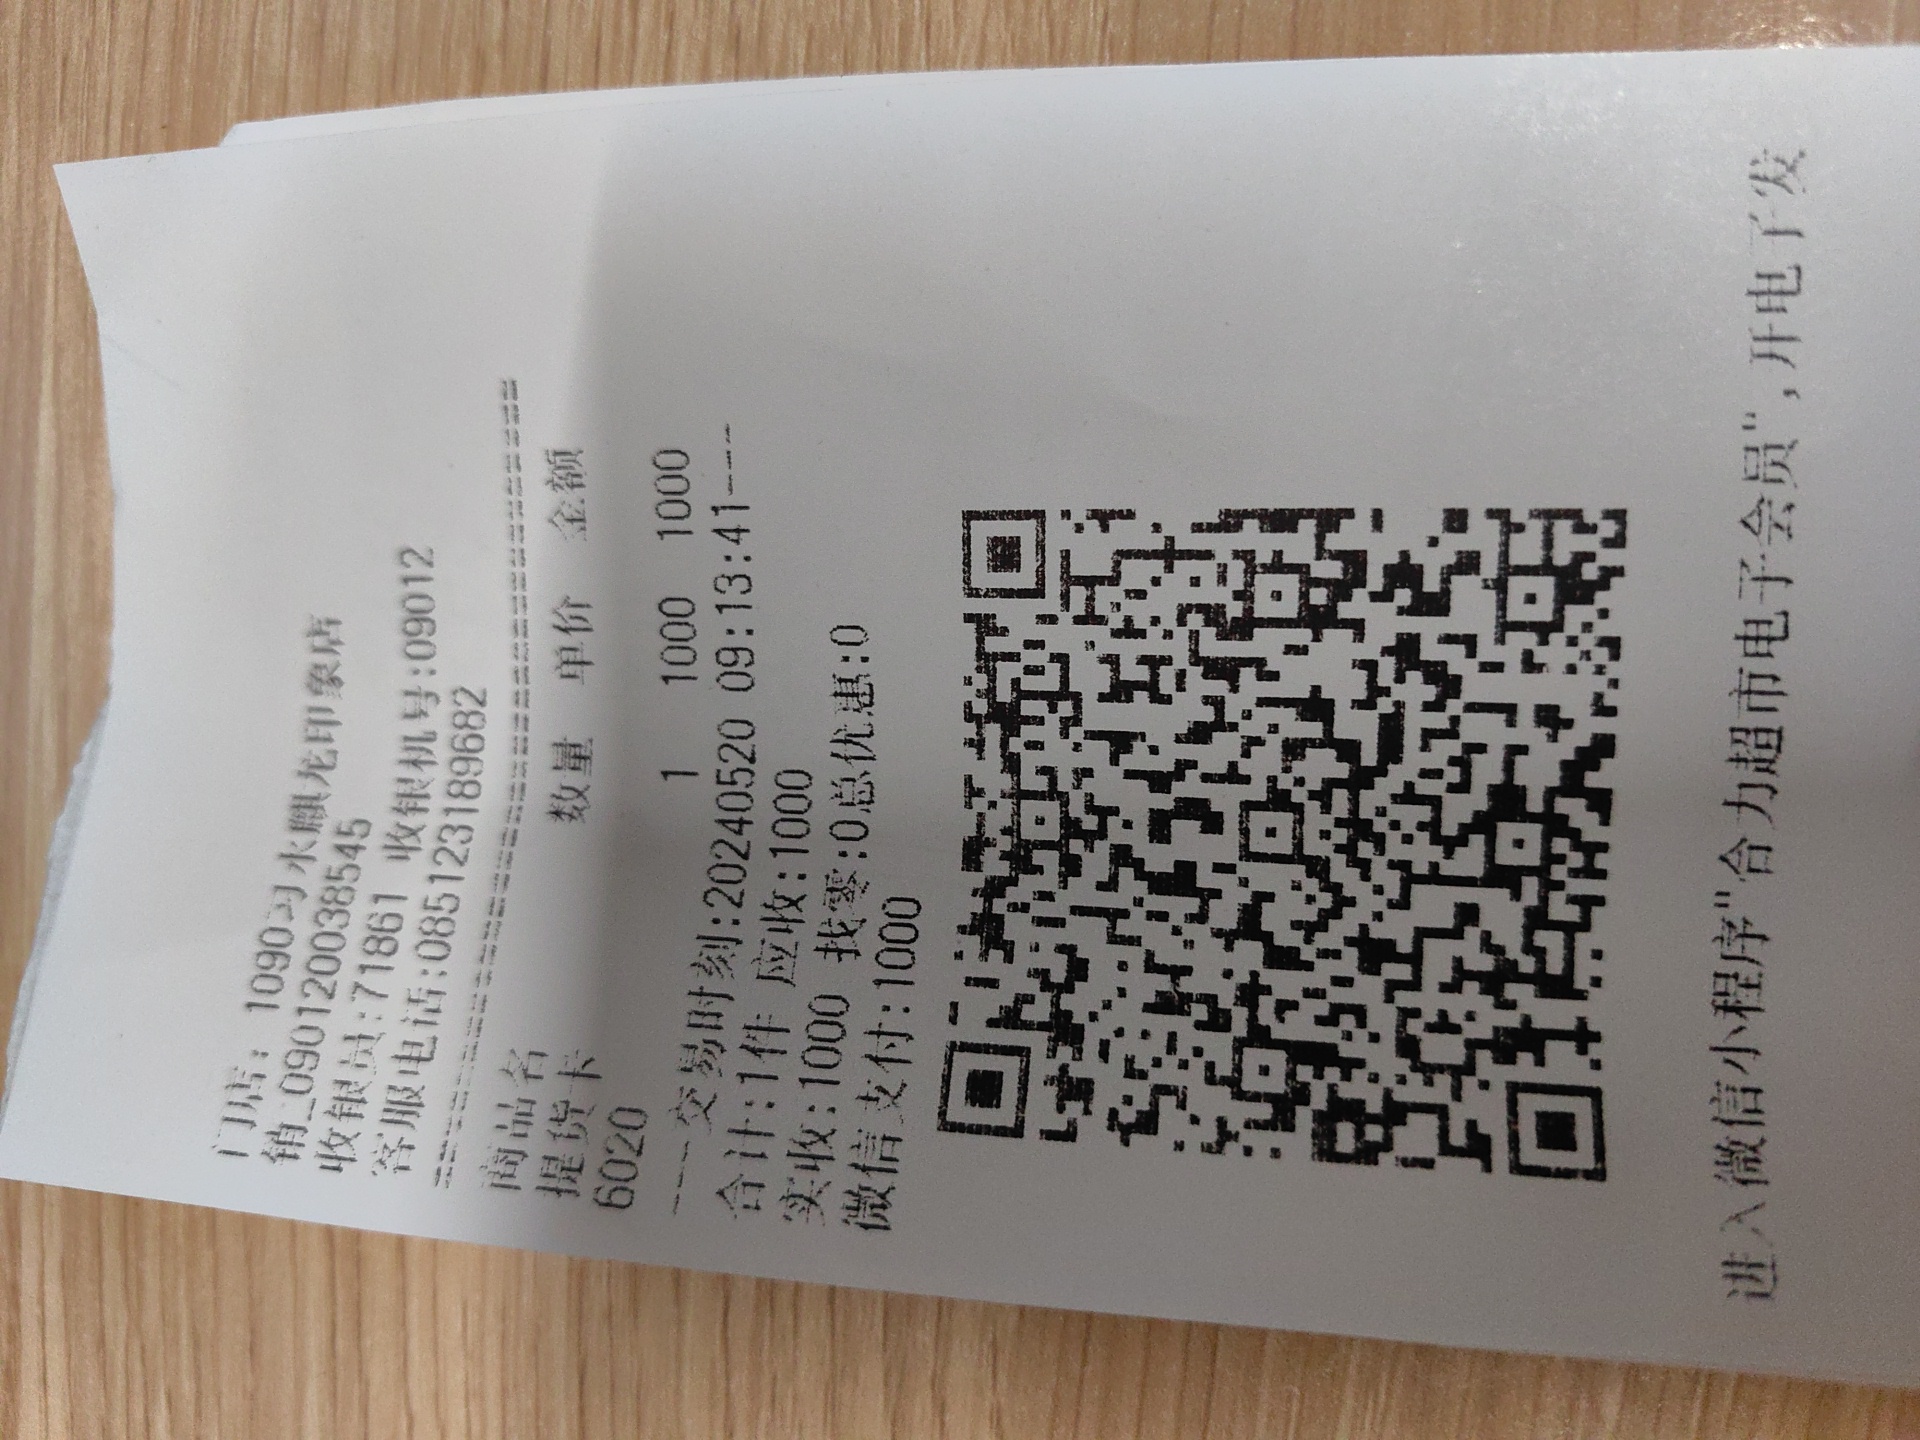 门店: 1090习水麒龙印象店
销_0901220038545
收银员:71861 收银机号:09012
客服电话:085123189682
商品名 数量 单价 金额
提货卡
6020 1 1000 1000
---交易时刻:20240520 09:13:41---
合计:1件 应收:1000
实收:1000 找零:0总优惠:0
微信支付:1000
进入微信小程序"合力超市电子会员",开电子发